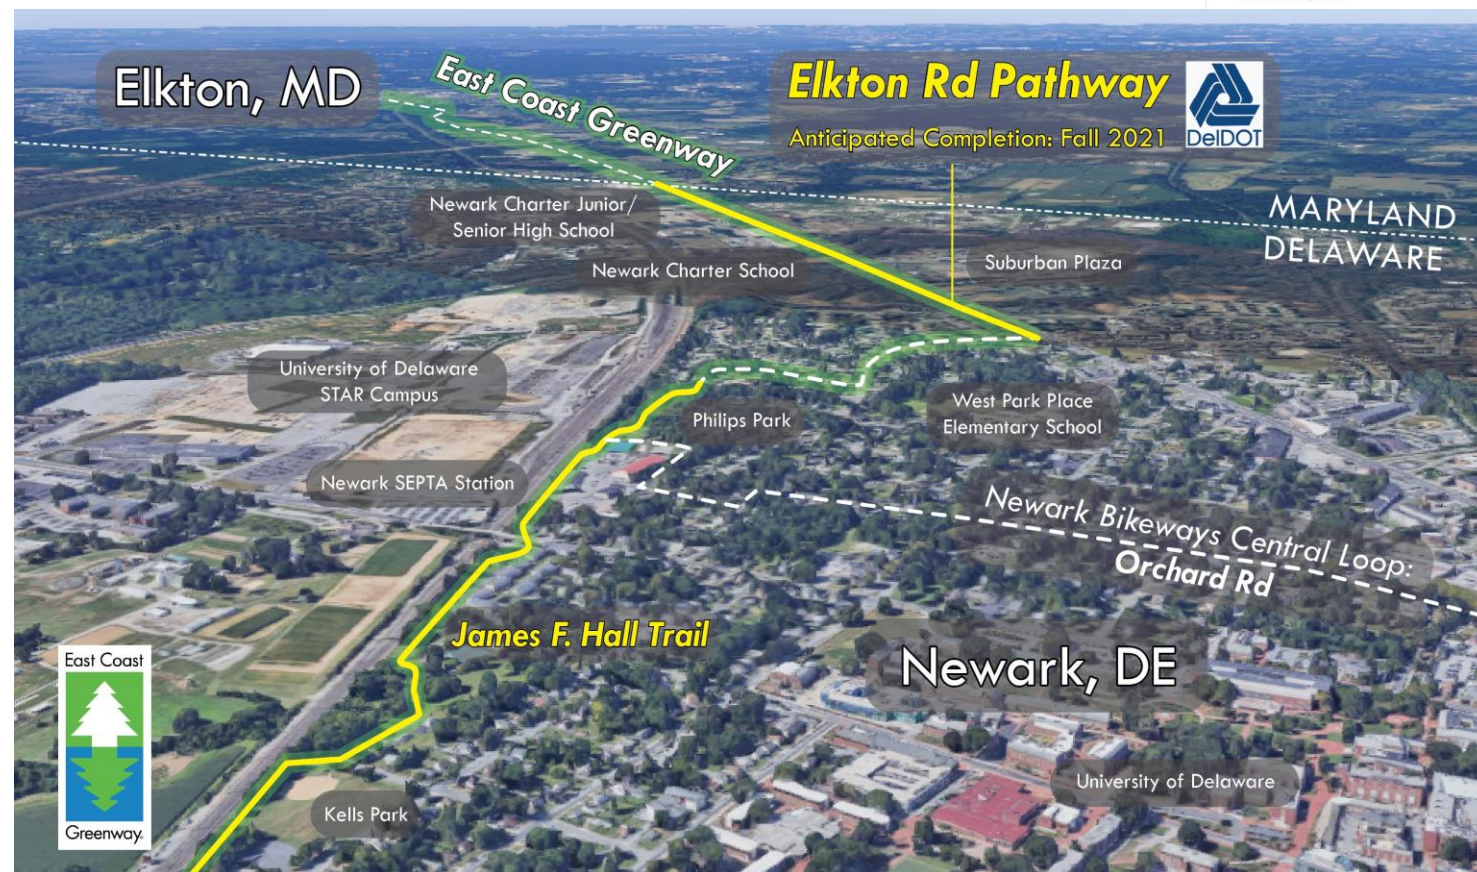 Elkton, MD
East Coast Greenway
Elkton Rd Pathway
Anticipated Completion: Fall 2021
DelDOT
MARYLAND
DELAWARE
Newark Charter Junior/
Senior High School
Newark Charter School
Suburban Plaza
University of Delaware
STAR Campus
Philips Park
West Park Place
Elementary School
Newark SEPTA Station
Newark Bikeways Central Loop:
Orchard Rd
James F. Hall Trail
Newark, DE
East Coast
Greenway
University of Delaware
Kells Park